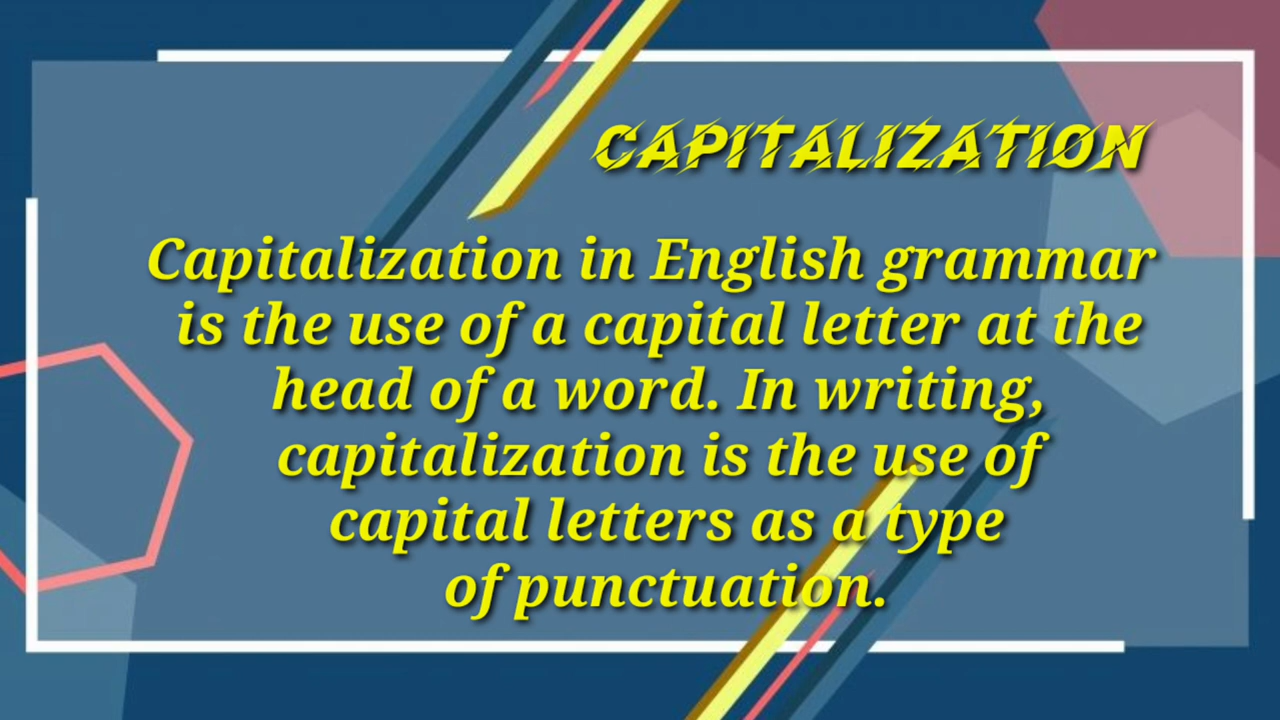 CAPITALIZATION
Capitalization in English grammar
is the use of a capital letter at the
head of a word. In writing,
capitalization is the use of
capital letters as a type
of punctuation.